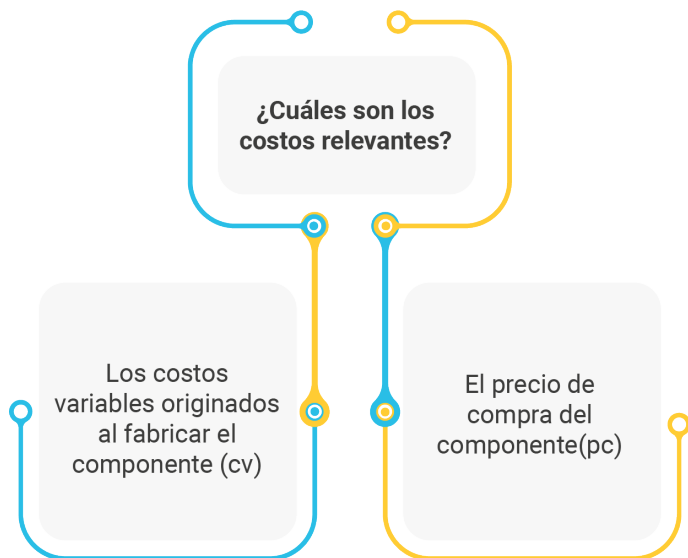 ¿Cuáles son los
costos relevantes?
Los costos
variables originados
al fabricar el
componente (cv)
El precio de
compra del
componente(pc)